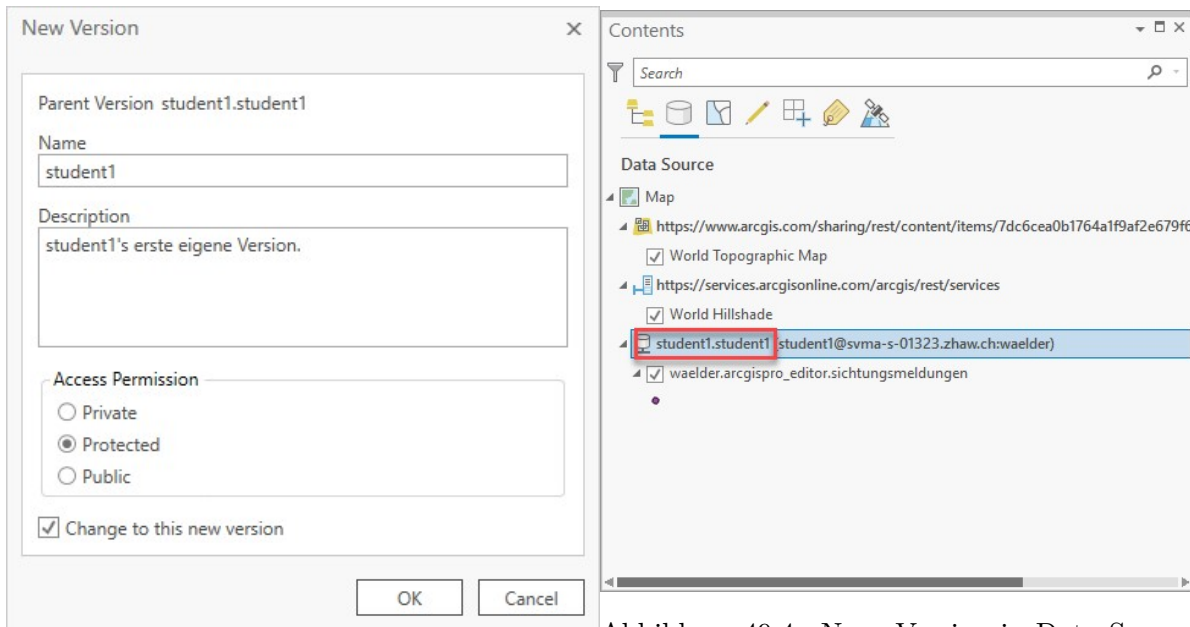 New Version
Parent Version student1.student1
Name
student1
Description
student1's erste eigene Version.
Access Permission
Private
Protected
Public
Change to this new version
OK
Cancel
Contents
Search
Data Source
Map
https://www.arcgis.com/sharing/rest/content/items/7dc6cea0b1764a1f9af2e679f6
World Topographic Map
https://services.arcgisonline.com/arcgis/rest/services
World Hillshade
student1.student1 (student1@svma-s-01323.zhaw.ch:waelder)
waelder.arcgispro_editor.sichtungsmeldungen